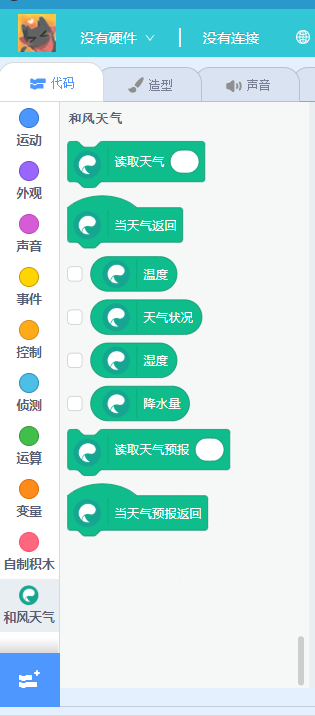 没有硬件
没有连接
代码
造型
声音
运动
外观
声音
事件
控制
侦测
运算
变量
自制积木
和风天气
和风天气
读取天气
当天气返回
温度
天气状况
湿度
降水量
读取天气预报
当天气预报返回